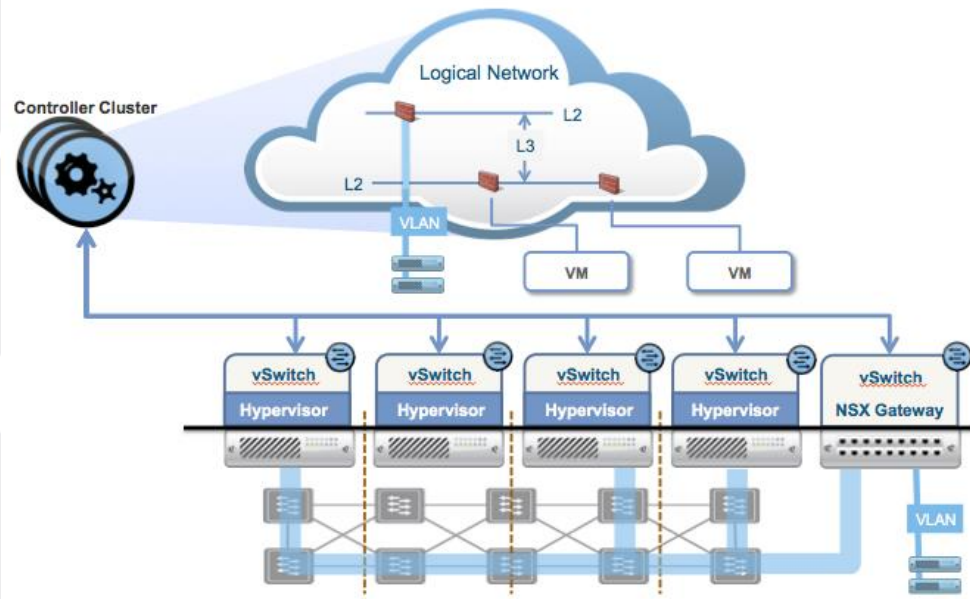 Logical Network
Controller Cluster
L2
L3
L2
VLAN
VM
VM
vSwitch
vSwitch
vSwitch
vSwitch
vSwitch
Hypervisor
Hypervisor
Hypervisor
Hypervisor
NSX Gateway
VLAN